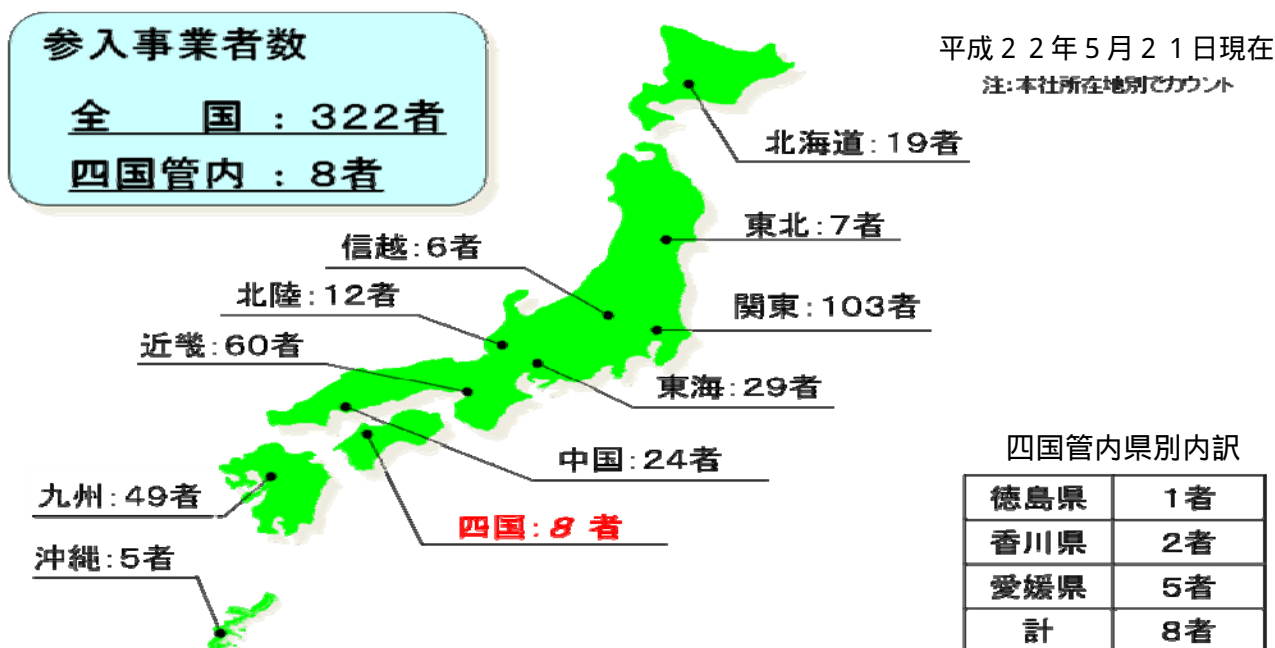 参入事業者数
全　　国 : 322者
四国管内 : 8者
平成２２年５月２１日現在
注:本社所在地別でカウント
北海道:19者
東北:7者
信越:6者
北陸:12者
関東:103者
近畿:60者
東海:29者
中国:24者
九州:49者
四国:8 者
沖縄:5者
四国管内県別内訳
徳島県 1者
香川県 2者
愛媛県 5者
計 8者